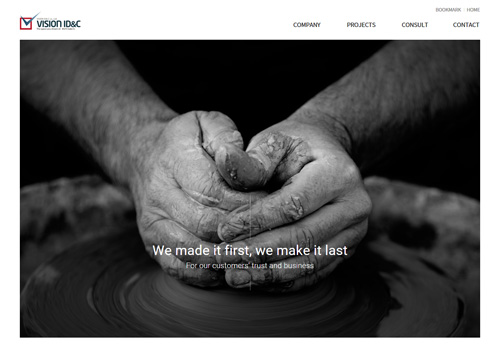 BOOKMARK HOME
VISION ID&C
COMPANY PROJECTS CONSULT CONTACT
We made it first, we make it last
For our customers' trust and business